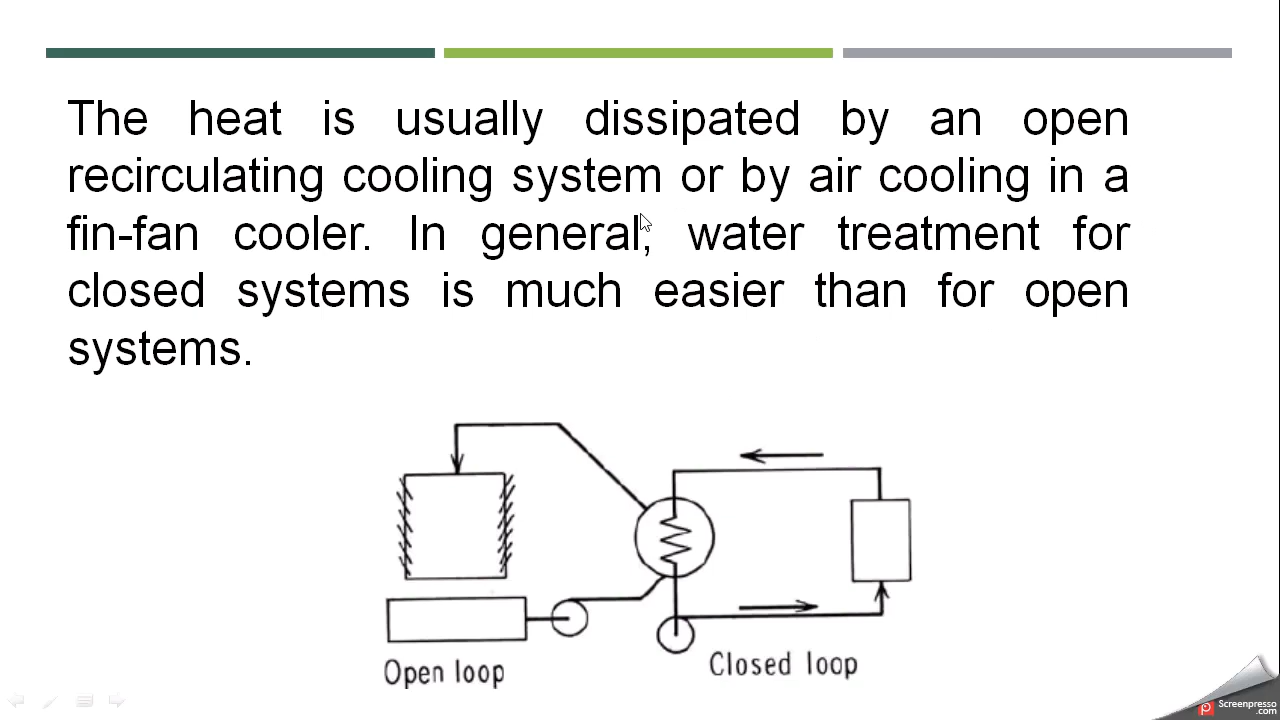 The heat is usually dissipated by an open
recirculating cooling system or by air cooling in a
fin-fan cooler. In general, water treatment for
closed systems is much easier than for open
systems.
Open loop
Closed loop
Screenpresso
.com